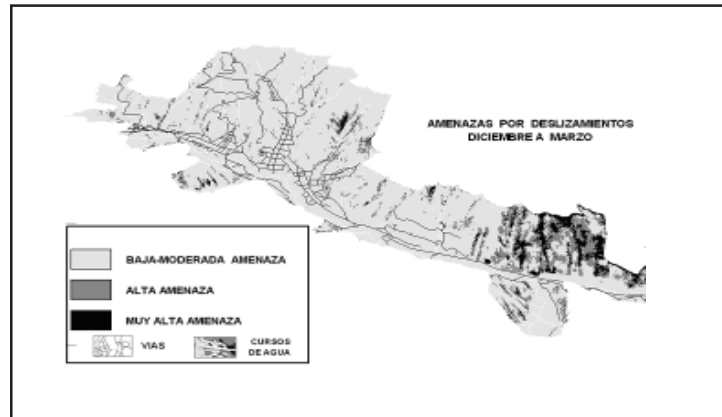 AMENAZAS POR DESLIZAMIENTOS
DICIEMBRE A MARZO
BAJA-MODERADA AMENAZA
ALTA AMENAZA
MUY ALTA AMENAZA
VIAS
CURSOS
DE AGUA